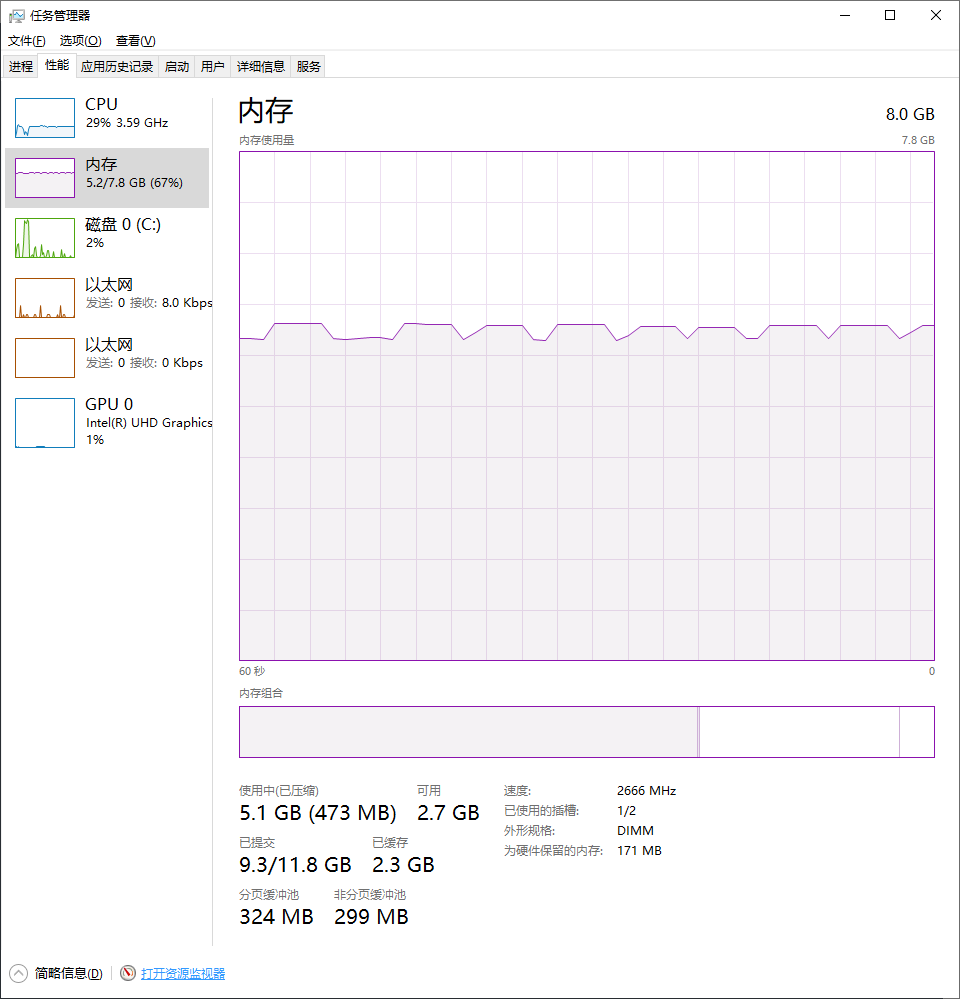 任务管理器
文件(F) 选项(O) 查看(V)
进程 性能 应用历史记录 启动 用户 详细信息 服务
CPU
29% 3.59 GHz
内存
5.2/7.8 GB (67%)
磁盘 0 (C:)
2%
以太网
发送: 0 接收: 8.0 Kbps
以太网
发送: 0 接收: 0 Kbps
GPU 0
Intel(R) UHD Graphics
1%
内存 8.0 GB
内存使用量 7.8 GB
60 秒 0
内存组合
使用中(已压缩) 可用
5.1 GB (473 MB) 2.7 GB
已提交 已缓存
9.3/11.8 GB 2.3 GB
分页缓冲池 非分页缓冲池
324 MB 299 MB
速度: 2666 MHz
已使用的插槽: 1/2
外形规格: DIMM
为硬件保留的内存: 171 MB
简略信息(D) 打开资源监视器